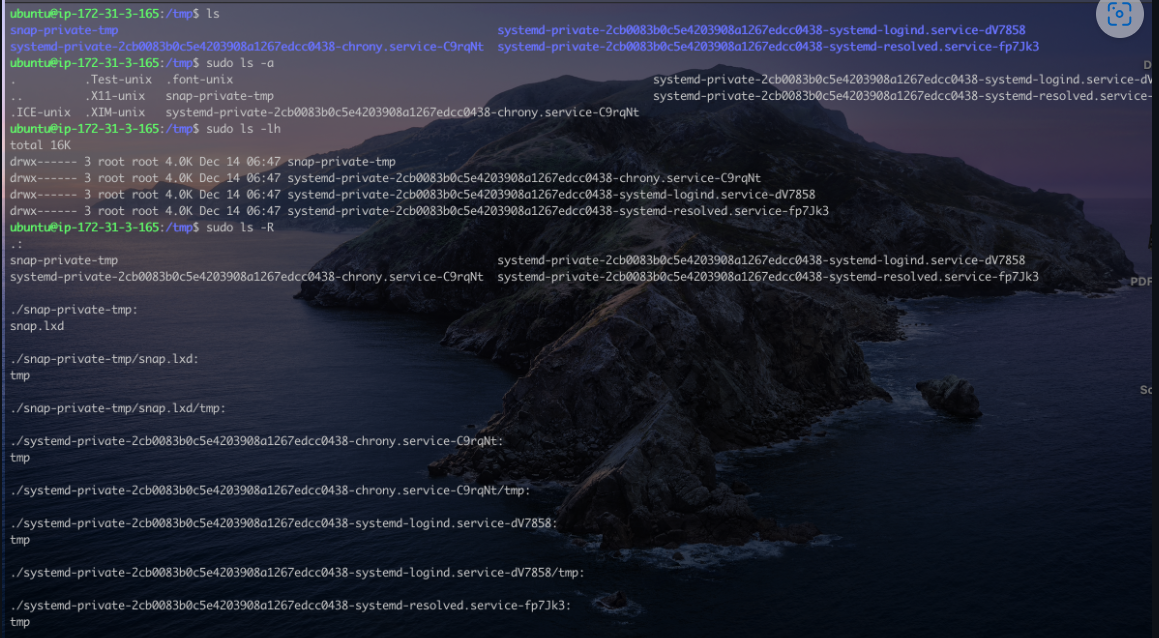 ubuntu@ip-172-31-3-165:/tmp$ ls
snap-private-tmp systemd-private-2cb0083b0c5e4203908a1267edcc0438-systemd-logind.service-dV7858
systemd-private-2cb0083b0c5e4203908a1267edcc0438-chrony.service-C9rqNt systemd-private-2cb0083b0c5e4203908a1267edcc0438-systemd-resolved.service-fp7Jk3
ubuntu@ip-172-31-3-165:/tmp$ sudo ls -a
. .Test-unix .font-unix systemd-private-2cb0083b0c5e4203908a1267edcc0438-systemd-logind.service-dV
.. .X11-unix snap-private-tmp systemd-private-2cb0083b0c5e4203908a1267edcc0438-systemd-resolved.service-
.ICE-unix .XIM-unix systemd-private-2cb0083b0c5e4203908a1267edcc0438-chrony.service-C9rqNt
ubuntu@ip-172-31-3-165:/tmp$ sudo ls -lh
total 16K
drwx------ 3 root root 4.0K Dec 14 06:47 snap-private-tmp
drwx------ 3 root root 4.0K Dec 14 06:47 systemd-private-2cb0083b0c5e4203908a1267edcc0438-chrony.service-C9rqNt
drwx------ 3 root root 4.0K Dec 14 06:47 systemd-private-2cb0083b0c5e4203908a1267edcc0438-systemd-logind.service-dV7858
drwx------ 3 root root 4.0K Dec 14 06:47 systemd-private-2cb0083b0c5e4203908a1267edcc0438-systemd-resolved.service-fp7Jk3
ubuntu@ip-172-31-3-165:/tmp$ sudo ls -R
.:
snap-private-tmp systemd-private-2cb0083b0c5e4203908a1267edcc0438-systemd-logind.service-dV7858
systemd-private-2cb0083b0c5e4203908a1267edcc0438-chrony.service-C9rqNt systemd-private-2cb0083b0c5e4203908a1267edcc0438-systemd-resolved.service-fp7Jk3
./snap-private-tmp:
snap.lxd
./snap-private-tmp/snap.lxd:
tmp
./snap-private-tmp/snap.lxd/tmp:
./systemd-private-2cb0083b0c5e4203908a1267edcc0438-chrony.service-C9rqNt:
tmp
./systemd-private-2cb0083b0c5e4203908a1267edcc0438-chrony.service-C9rqNt/tmp:
./systemd-private-2cb0083b0c5e4203908a1267edcc0438-systemd-logind.service-dV7858:
tmp
./systemd-private-2cb0083b0c5e4203908a1267edcc0438-systemd-logind.service-dV7858/tmp:
./systemd-private-2cb0083b0c5e4203908a1267edcc0438-systemd-resolved.service-fp7Jk3:
tmp
PDF